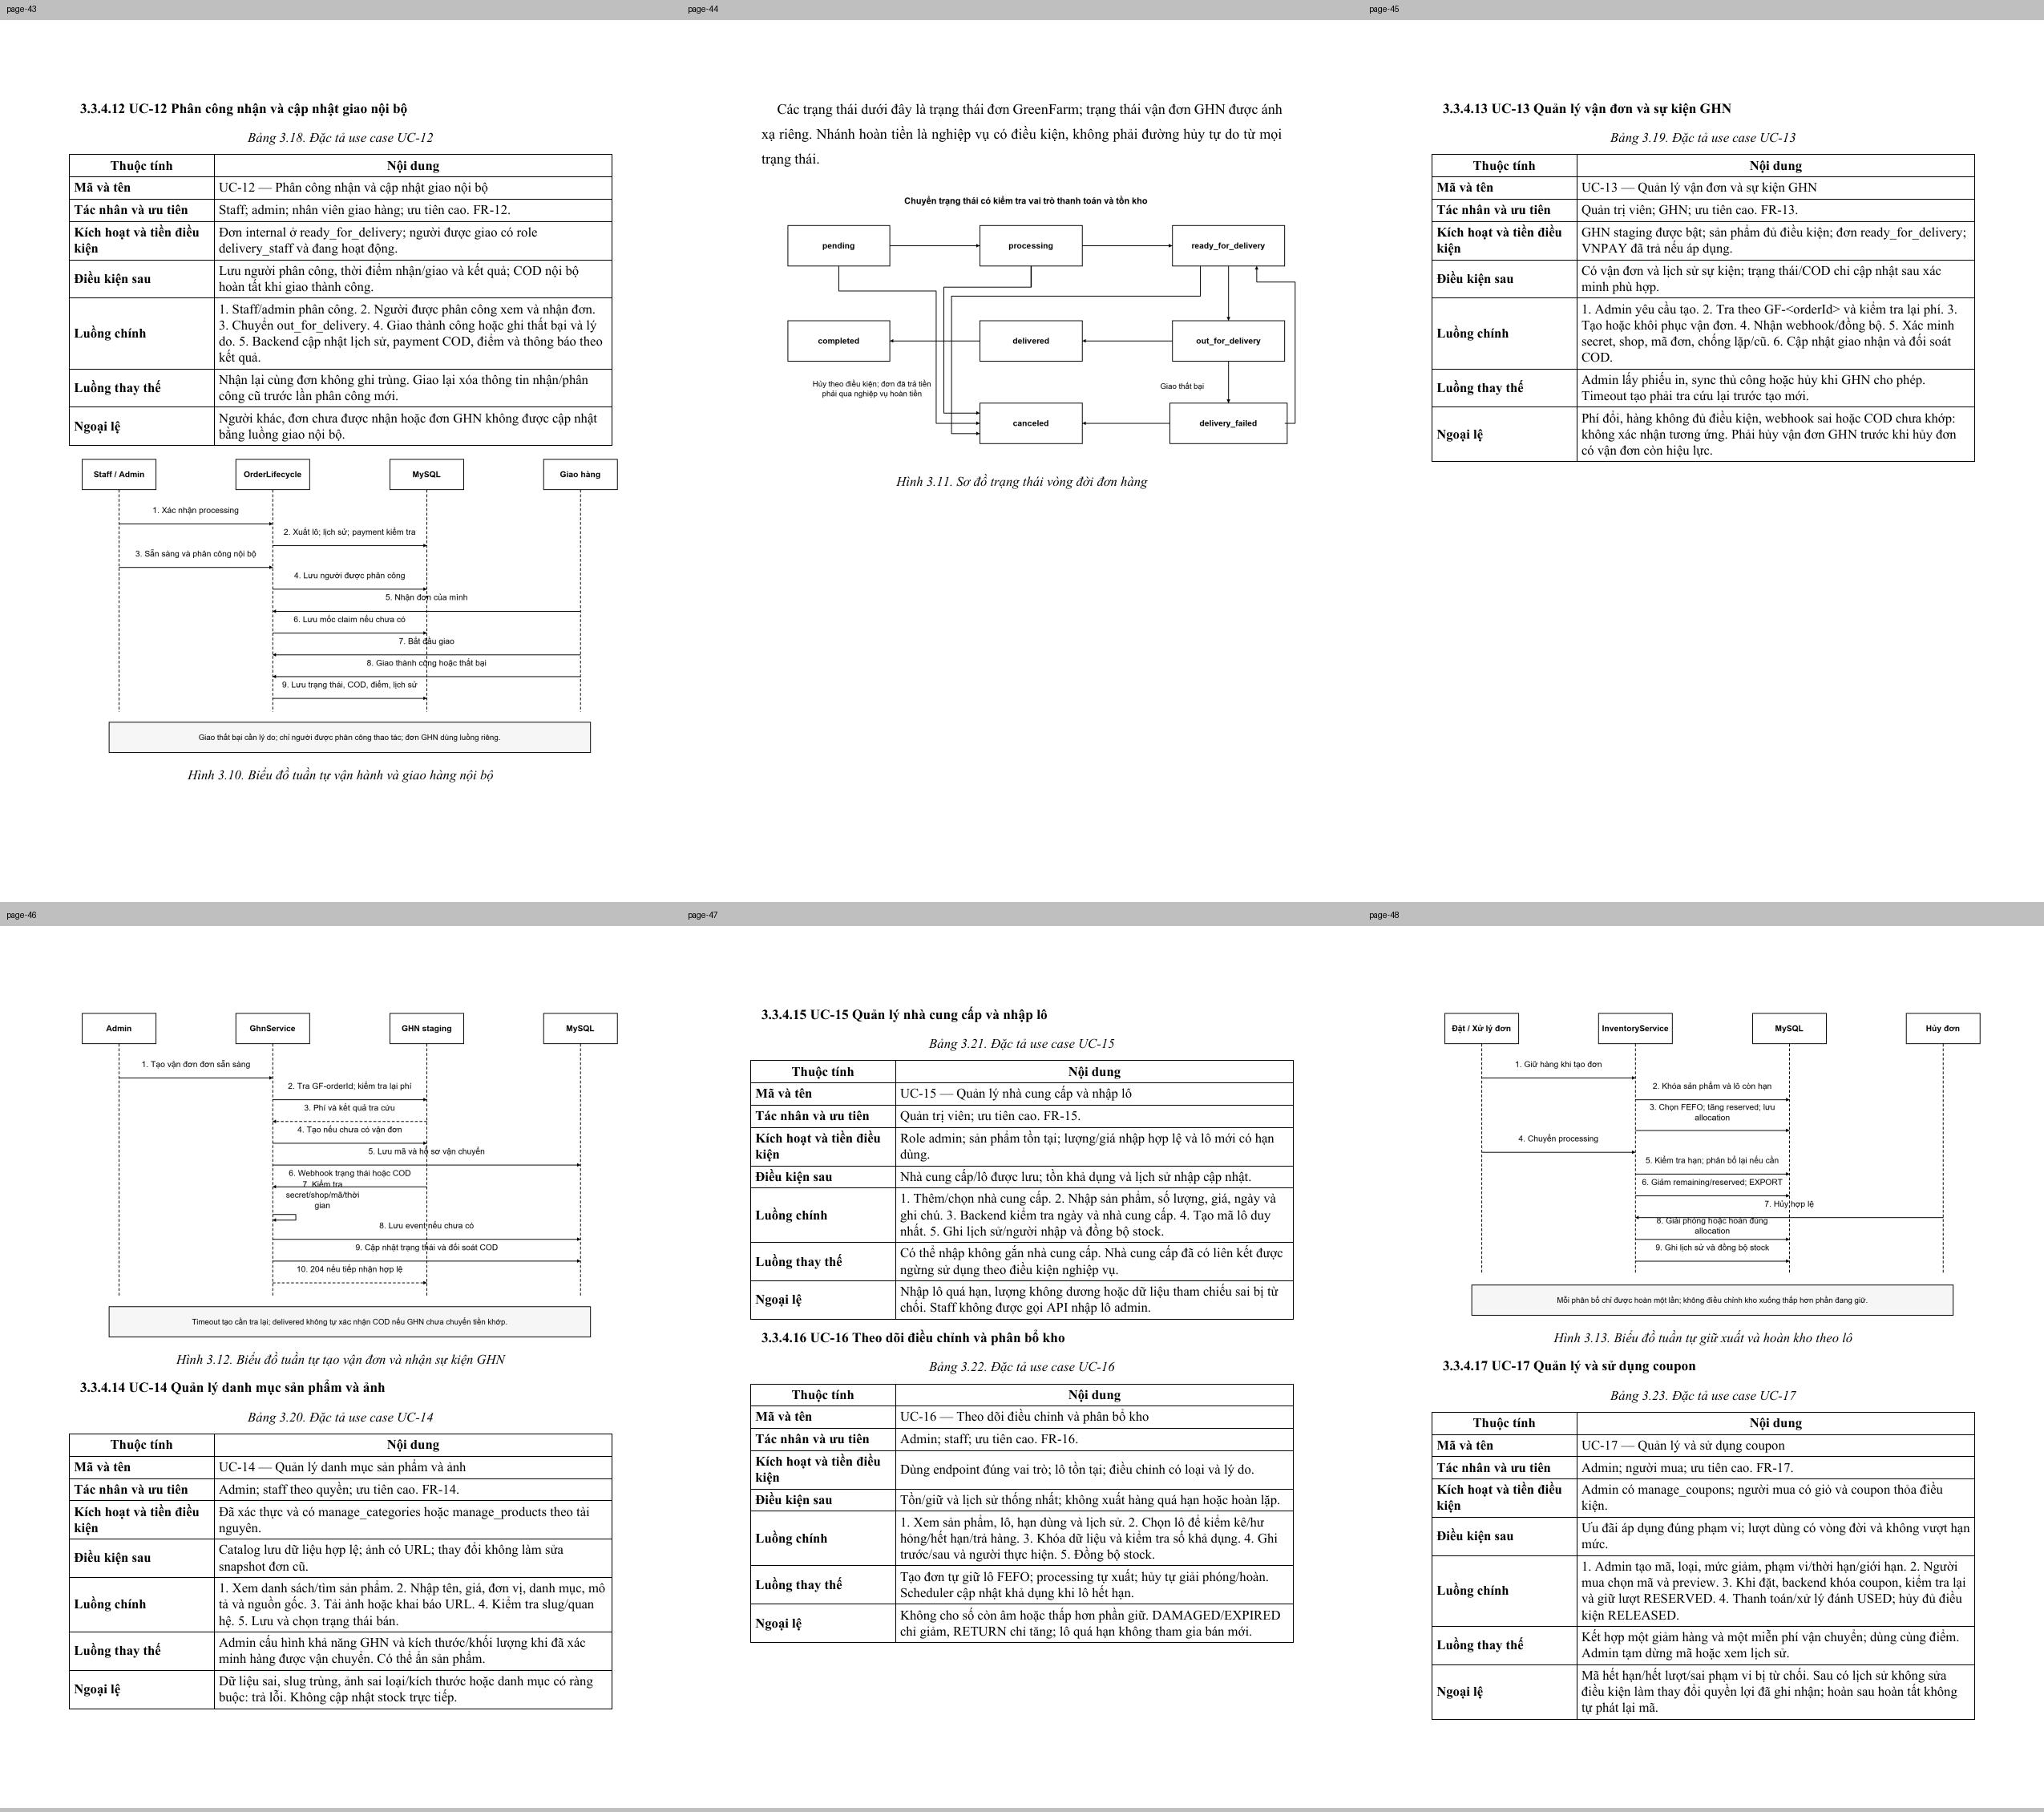 page-43
3.3.4.12 UC-12 Phân công nhận và cập nhật giao nội bộ
Bảng 3.18. Đặc tả use case UC-12
Thuộc tính Nội dung
Mã và tên UC-12 — Phân công nhận và cập nhật giao nội bộ
Tác nhân và ưu tiên Staff; admin; nhân viên giao hàng; ưu tiên cao. FR-12.
Kích hoạt và tiền điều kiện Đơn internal ở ready_for_delivery; người được giao có role
delivery_staff và đang hoạt động.
Điều kiện sau Lưu người phân công, thời điểm nhận/giao và kết quả; COD nội bộ
hoàn tất khi giao thành công.
Luồng chính 1. Staff/admin phân công. 2. Người được phân công xem và nhận đơn.
3. Chuyển out_for_delivery. 4. Giao thành công hoặc ghi thất bại và lý
do. 5. Backend cập nhật lịch sử, payment COD, điểm và thông báo theo
kết quả.
Luồng thay thế Nhận lại cùng đơn không ghi trùng. Giao lại xóa thông tin nhận/phân
công cũ trước lần phân công mới.
Ngoại lệ Người khác, đơn chưa được nhận hoặc đơn GHN không được cập nhật
bằng luồng giao nội bộ.
Staff / Admin OrderLifecycle MySQL Giao hàng
1. Xác nhận processing
2. Xuất lô; lịch sử; payment kiểm tra
3. Sẵn sàng và phân công nội bộ
4. Lưu người được phân công
5. Nhận đơn của mình
6. Lưu mốc claim nếu chưa có
7. Bắt đầu giao
8. Giao thành công hoặc thất bại
9. Lưu trạng thái, COD, điểm, lịch sử
Giao thất bại cần lý do; chỉ người được phân công thao tác; đơn GHN dùng luồng riêng.
Hình 3.10. Biểu đồ tuần tự vận hành và giao hàng nội bộ
page-44
Các trạng thái dưới đây là trạng thái đơn GreenFarm; trạng thái vận đơn GHN được ánh
xạ riêng. Nhánh hoàn tiền là nghiệp vụ có điều kiện, không phải đường hủy tự do từ mọi
trạng thái.
Chuyển trạng thái có kiểm tra vai trò thanh toán và tồn kho
pending processing ready_for_delivery
completed delivered out_for_delivery
Hủy theo điều kiện; đơn đã trả tiền
phải qua nghiệp vụ hoàn tiền
Giao thất bại
canceled delivery_failed
Hình 3.11. Sơ đồ trạng thái vòng đời đơn hàng
page-45
3.3.4.13 UC-13 Quản lý vận đơn và sự kiện GHN
Bảng 3.19. Đặc tả use case UC-13
Thuộc tính Nội dung
Mã và tên UC-13 — Quản lý vận đơn và sự kiện GHN
Tác nhân và ưu tiên Quản trị viên; GHN; ưu tiên cao. FR-13.
Kích hoạt và tiền điều kiện GHN staging được bật; sản phẩm đủ điều kiện; đơn ready_for_delivery;
VNPAY đã trả nếu áp dụng.
Điều kiện sau Có vận đơn và lịch sử sự kiện; trạng thái/COD chỉ cập nhật sau xác
minh phù hợp.
Luồng chính 1. Admin yêu cầu tạo. 2. Tra theo GF-<orderId> và kiểm tra lại phí. 3.
Tạo hoặc khôi phục vận đơn. 4. Nhận webhook/đồng bộ. 5. Xác minh
secret, shop, mã đơn, chống lặp/cũ. 6. Cập nhật giao nhận và đối soát
COD.
Luồng thay thế Admin lấy phiếu in, sync thủ công hoặc hủy khi GHN cho phép.
Timeout tạo phải tra cứu lại trước tạo mới.
Ngoại lệ Phí đổi, hàng không đủ điều kiện, webhook sai hoặc COD chưa khớp:
không xác nhận tương ứng. Phải hủy vận đơn GHN trước khi hủy đơn
có vận đơn còn hiệu lực.
page-46
Admin GhnService GHN staging MySQL
1. Tạo vận đơn đơn sẵn sàng
2. Tra GF-orderId; kiểm tra lại phí
3. Phí và kết quả tra cứu
4. Tạo nếu chưa có vận đơn
5. Lưu mã và hồ sơ vận chuyển
6. Webhook trạng thái hoặc COD
7. Kiểm tra
secret/shop/mã/thời
gian
8. Lưu event nếu chưa có
9. Cập nhật trạng thái và đối soát COD
10. 204 nếu tiếp nhận hợp lệ
Timeout tạo cần tra lại; delivered không tự xác nhận COD nếu GHN chưa chuyển tiền khớp.
Hình 3.12. Biểu đồ tuần tự tạo vận đơn và nhận sự kiện GHN
3.3.4.14 UC-14 Quản lý danh mục sản phẩm và ảnh
Bảng 3.20. Đặc tả use case UC-14
Thuộc tính Nội dung
Mã và tên UC-14 — Quản lý danh mục sản phẩm và ảnh
Tác nhân và ưu tiên Admin; staff theo quyền; ưu tiên cao. FR-14.
Kích hoạt và tiền điều kiện Đã xác thực và có manage_categories hoặc manage_products theo tài
nguyên.
Điều kiện sau Catalog lưu dữ liệu hợp lệ; ảnh có URL; thay đổi không làm sửa
snapshot đơn cũ.
Luồng chính 1. Xem danh sách/tìm sản phẩm. 2. Nhập tên, giá, đơn vị, danh mục, mô
tả và nguồn gốc. 3. Tải ảnh hoặc khai báo URL. 4. Kiểm tra slug/quan
hệ. 5. Lưu và chọn trạng thái bán.
Luồng thay thế Admin cấu hình khả năng GHN và kích thước/khối lượng khi đã xác
minh hàng được vận chuyển. Có thể ẩn sản phẩm.
Ngoại lệ Dữ liệu sai, slug trùng, ảnh sai loại/kích thước hoặc danh mục có ràng
buộc: trả lỗi. Không cập nhật stock trực tiếp.
page-47
3.3.4.15 UC-15 Quản lý nhà cung cấp và nhập lô
Bảng 3.21. Đặc tả use case UC-15
Thuộc tính Nội dung
Mã và tên UC-15 — Quản lý nhà cung cấp và nhập lô
Tác nhân và ưu tiên Quản trị viên; ưu tiên cao. FR-15.
Kích hoạt và tiền điều kiện Role admin; sản phẩm tồn tại; lượng/giá nhập hợp lệ và lô mới có hạn
dùng.
Điều kiện sau Nhà cung cấp/lô được lưu; tồn khả dụng và lịch sử nhập cập nhật.
Luồng chính 1. Thêm/chọn nhà cung cấp. 2. Nhập sản phẩm, số lượng, giá, ngày và
ghi chú. 3. Backend kiểm tra ngày và nhà cung cấp. 4. Tạo mã lô duy
nhất. 5. Ghi lịch sử/người nhập và đồng bộ stock.
Luồng thay thế Có thể nhập không gắn nhà cung cấp. Nhà cung cấp đã có liên kết được
ngừng sử dụng theo điều kiện nghiệp vụ.
Ngoại lệ Nhập lô quá hạn, lượng không dương hoặc dữ liệu tham chiếu sai bị từ
chối. Staff không được gọi API nhập lô admin.
3.3.4.16 UC-16 Theo dõi điều chỉnh và phân bổ kho
Bảng 3.22. Đặc tả use case UC-16
Thuộc tính Nội dung
Mã và tên UC-16 — Theo dõi điều chỉnh và phân bổ kho
Tác nhân và ưu tiên Admin; staff; ưu tiên cao. FR-16.
Kích hoạt và tiền điều kiện Dùng endpoint đúng vai trò; lô tồn tại; điều chỉnh có loại và lý do.
Điều kiện sau Tồn/giữ và lịch sử thống nhất; không xuất hàng quá hạn hoặc hoàn lặp.
Luồng chính 1. Xem sản phẩm, lô, hạn dùng và lịch sử. 2. Chọn lô để kiểm kê/hư
hỏng/hết hạn/trả hàng. 3. Khóa dữ liệu và kiểm tra số khả dụng. 4. Ghi
trước/sau và người thực hiện. 5. Đồng bộ stock.
Luồng thay thế Tạo đơn tự giữ lô FEFO; processing tự xuất; hủy tự giải phóng/hoàn.
Scheduler cập nhật khả dụng khi lô hết hạn.
Ngoại lệ Không cho số còn âm hoặc thấp hơn phần giữ. DAMAGED/EXPIRED
chỉ giảm, RETURN chỉ tăng; lô quá hạn không tham gia bán mới.
page-48
Đặt / Xử lý đơn InventoryService MySQL Hủy đơn
1. Giữ hàng khi tạo đơn
2. Khóa sản phẩm và lô còn hạn
3. Chọn FEFO; tăng reserved; lưu
allocation
4. Chuyển processing
5. Kiểm tra hạn; phân bổ lại nếu cần
6. Giảm remaining/reserved; EXPORT
7. Hủy hợp lệ
8. Giải phóng hoặc hoàn đúng
allocation
9. Ghi lịch sử và đồng bộ stock
Mỗi phân bổ chỉ được hoàn một lần; không điều chỉnh kho xuống thấp hơn phần đang giữ.
Hình 3.13. Biểu đồ tuần tự giữ xuất và hoàn kho theo lô
3.3.4.17 UC-17 Quản lý và sử dụng coupon
Bảng 3.23. Đặc tả use case UC-17
Thuộc tính Nội dung
Mã và tên UC-17 — Quản lý và sử dụng coupon
Tác nhân và ưu tiên Admin; người mua; ưu tiên cao. FR-17.
Kích hoạt và tiền điều kiện Admin có manage_coupons; người mua có giỏ và coupon thỏa điều
kiện.
Điều kiện sau Ưu đãi áp dụng đúng phạm vi; lượt dùng có vòng đời và không vượt hạn
mức.
Luồng chính 1. Admin tạo mã, loại, mức giảm, phạm vi/thời hạn/giới hạn. 2. Người
mua chọn mã và preview. 3. Khi đặt, backend khóa coupon, kiểm tra lại
và giữ lượt RESERVED. 4. Thanh toán/xử lý đánh USED; hủy đủ điều
kiện RELEASED.
Luồng thay thế Kết hợp một giảm hàng và một miễn phí vận chuyển; dùng cùng điểm.
Admin tạm dừng mã hoặc xem lịch sử.
Ngoại lệ Mã hết hạn/hết lượt/sai phạm vi bị từ chối. Sau có lịch sử không sửa
điều kiện làm thay đổi quyền lợi đã ghi nhận; hoàn sau hoàn tất không
tự phát lại mã.